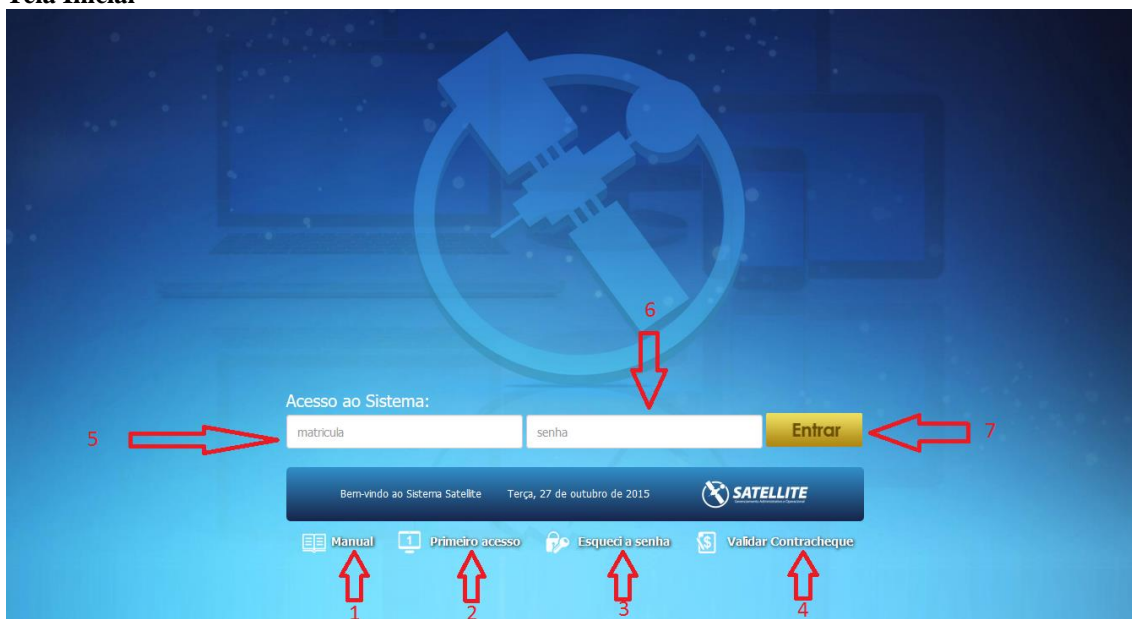 Tela Inicial
6
Acesso ao Sistema:
5
matricula
senha
Entrar
7
Bem-vindo ao Sistema Satellite
Terça, 27 de outubro de 2015
SATELLITE
Manual
1
Primeiro acesso
Esqueci a senha
Validar Contracheque
1
2
3
4